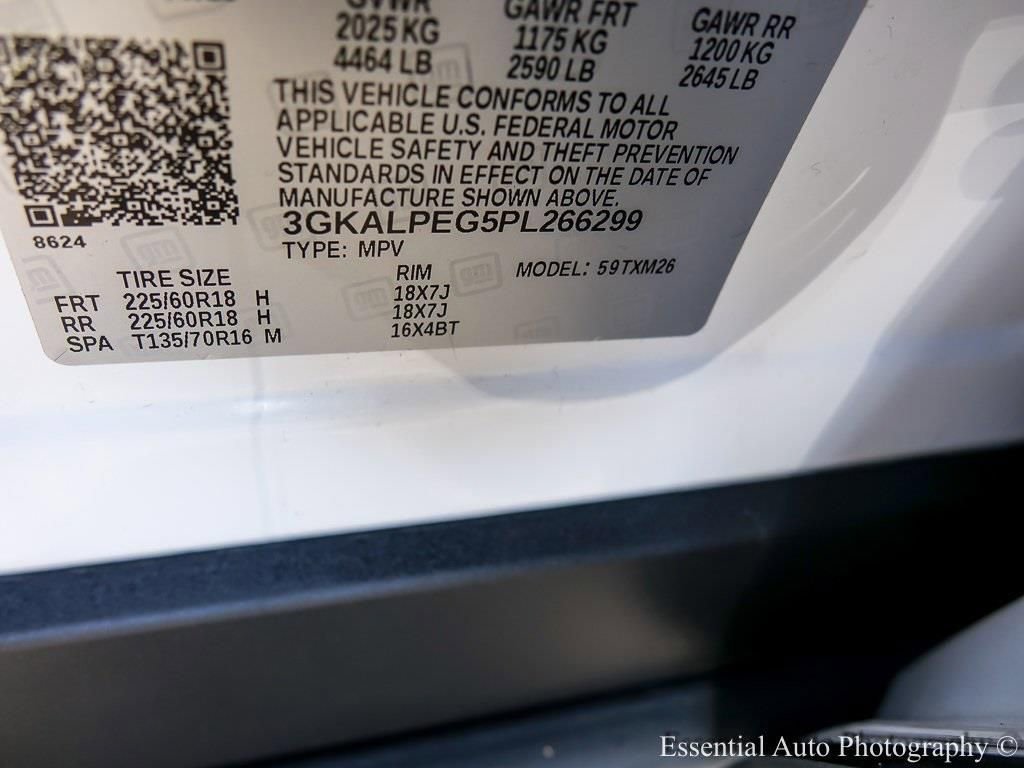 GVWR GAWR FRT GAWR RR
2025 KG 1175 KG 1200 KG
4464 LB 2590 LB 2645 LB
THIS VEHICLE CONFORMS TO ALL
APPLICABLE U.S. FEDERAL MOTOR
VEHICLE SAFETY AND THEFT PREVENTION
STANDARDS IN EFFECT ON THE DATE OF
MANUFACTURE SHOWN ABOVE.
3GKALPEG5PL266299
8624
TYPE: MPV
TIRE SIZE RIM MODEL: 59TXM26
FRT 225/60R18 H 18X7J
RR 225/60R18 H 18X7J
SPA T135/70R16 M 16X4BT
Essential Auto Photography ©